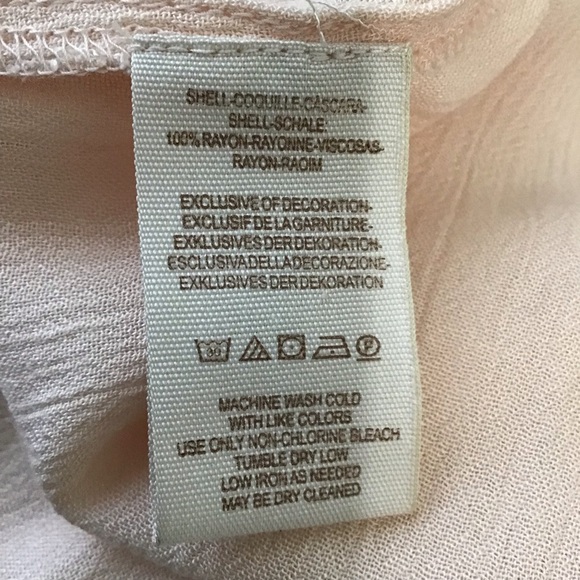 SHELL-COQUILLE-CASCARA-
SHELL-SCHALE
100% RAYON-RAYONNE-VISCOSAS-
RAYON-RAOIM
EXCLUSIVE OF DECORATION-
EXCLUSIF DE LA GARNITURE-
EXKLUSIVES DER DEKORATION-
ESCLUSIVA DELLA DECORAZIONE-
EXKLUSIVES DER DEKORATION
30
F
MACHINE WASH COLD
WITH LIKE COLORS
USE ONLY NON-CHLORINE BLEACH
TUMBLE DRY LOW
LOW IRON AS NEEDED
MAY BE DRY CLEANED